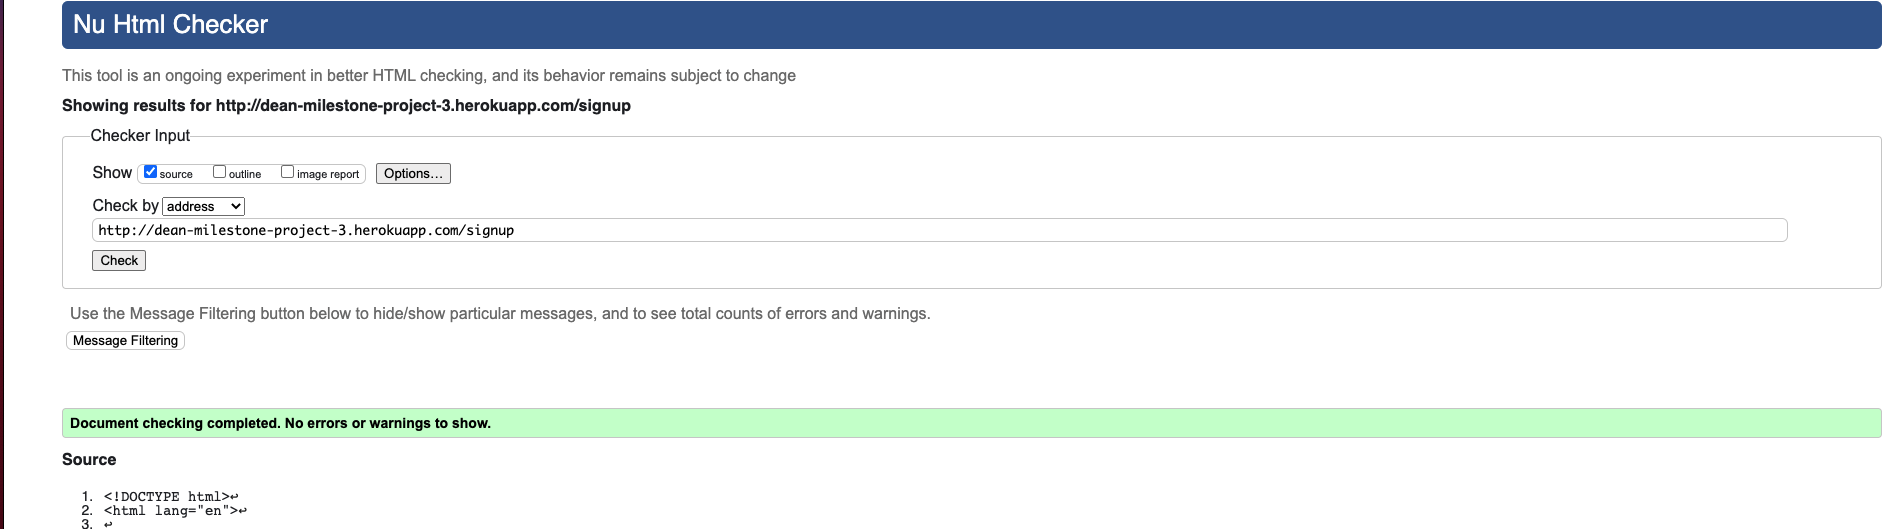 Nu Html Checker
This tool is an ongoing experiment in better HTML checking, and its behavior remains subject to change
Showing results for http://dean-milestone-project-3.herokuapp.com/signup
Checker Input
Show source outline image report Options...
Check by address
http://dean-milestone-project-3.herokuapp.com/signup
Check
Use the Message Filtering button below to hide/show particular messages, and to see total counts of errors and warnings.
Message Filtering
Document checking completed. No errors or warnings to show.
Source
1. <!DOCTYPE html>↩
2. <html lang="en">↩
3. ↩